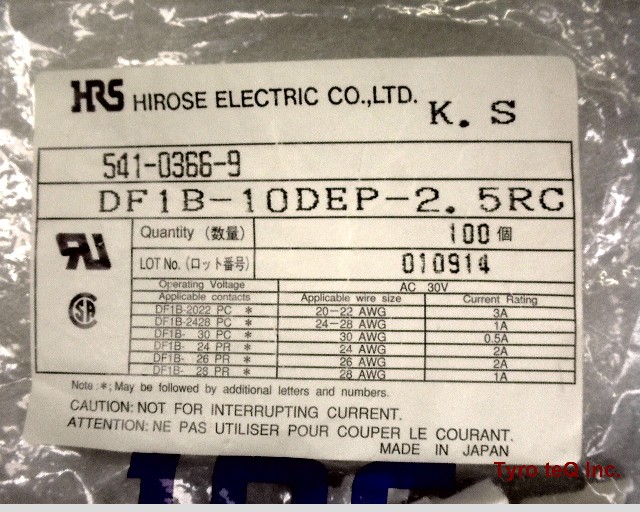 HRS HIROSE ELECTRIC CO.,LTD. K. S
541-0366-9
DF1B-10DEP-2. 5RC
Quantity (数量) 100 個
LOT No. (ロット番号) 010914
Operating Voltage AC 30V
Applicable contacts Applicable wire size Current Rating
DF1B-2022 PC * 20-22 AWG 3A
DF1B-2428 PC * 24-28 AWG 1A
DF1B- 30 PC * 30 AWG 0.5A
DF1B- 24 PR * 24 AWG 2A
DF1B- 26 PR * 26 AWG 2A
DF1B- 28 PR * 28 AWG 1A
Note :*; May be followed by additional letters and numbers.
CAUTION: NOT FOR INTERRUPTING CURRENT.
ATTENTION: NE PAS UTILISER POUR COUPER LE COURANT.
MADE IN JAPAN
Tyro teQ Inc.